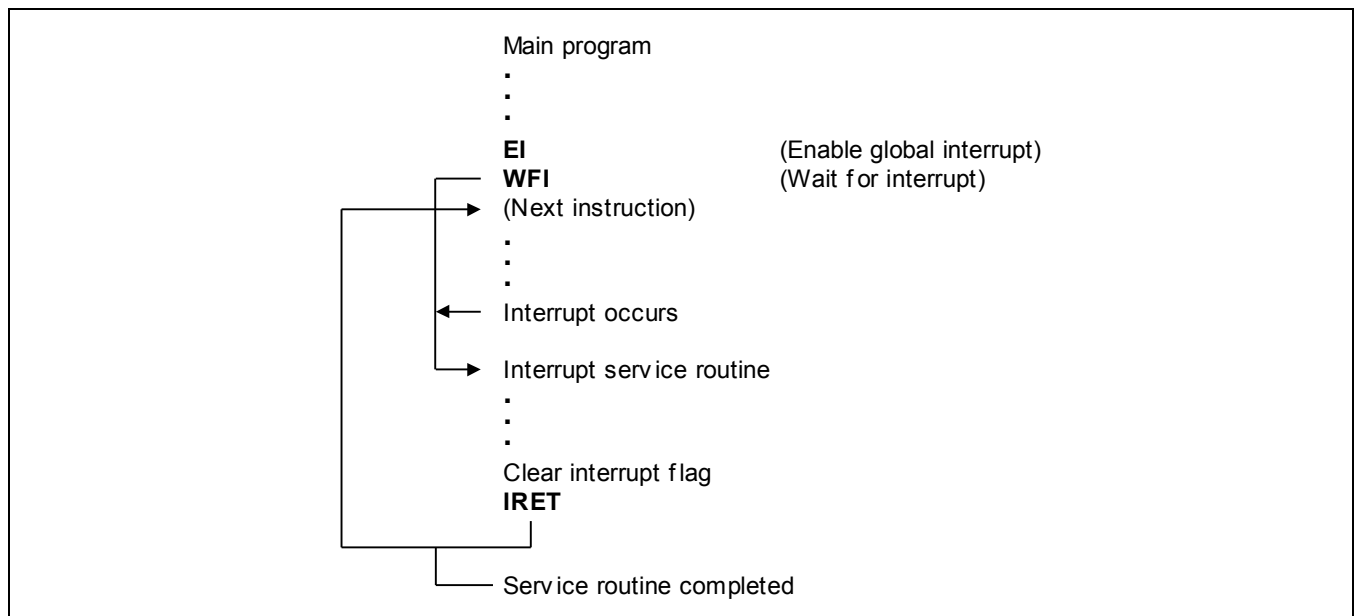 Main program
.
.
.
EI (Enable global interrupt)
WFI (Wait for interrupt)
(Next instruction)
.
.
.
Interrupt occurs
Interrupt service routine
.
.
.
Clear interrupt flag
IRET
Service routine completed